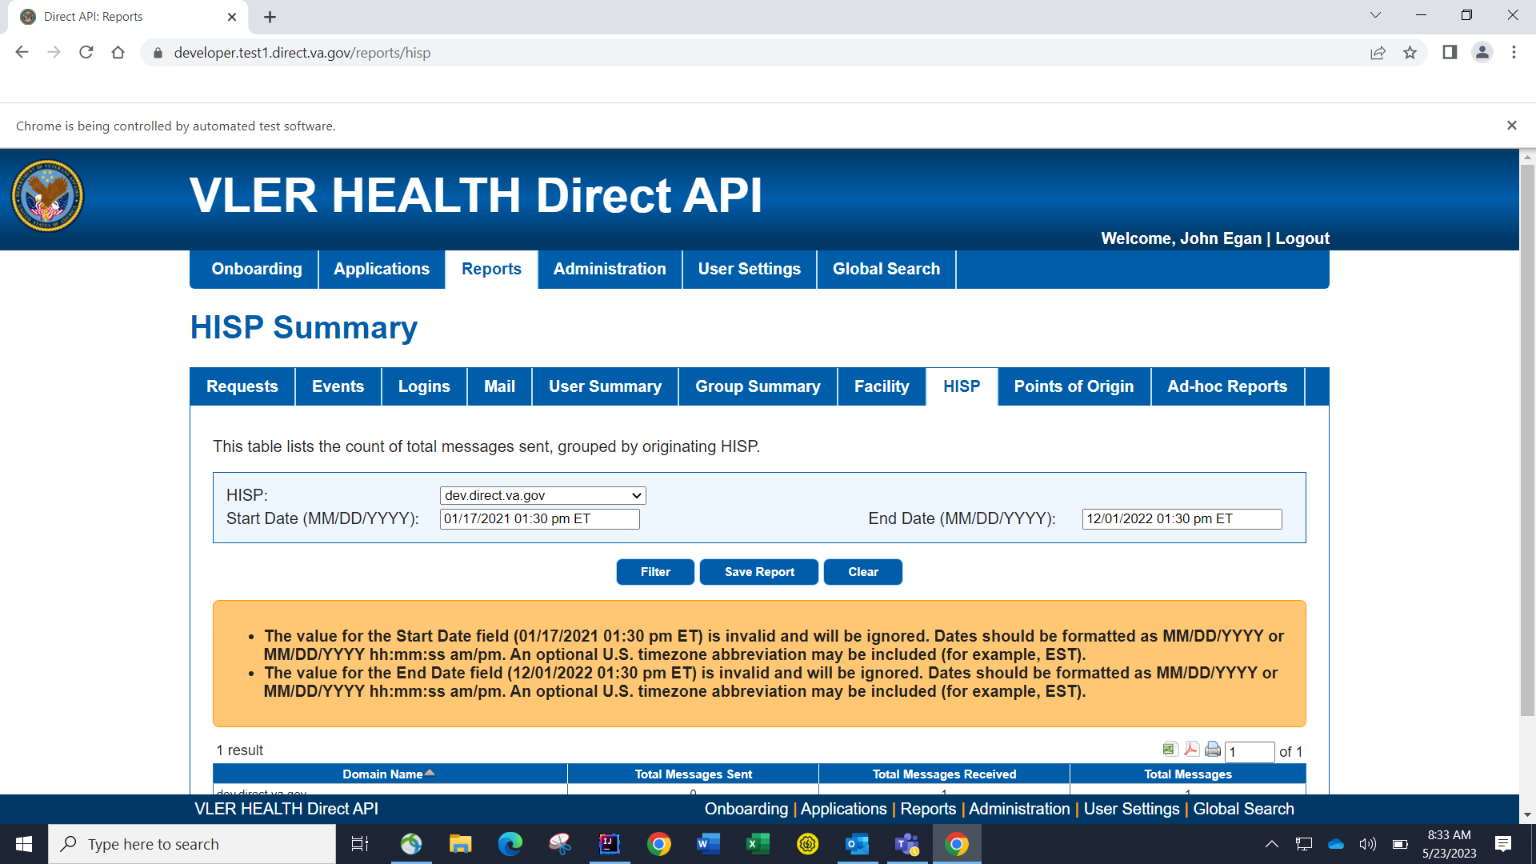 Direct API: Reports
developer.test1.direct.va.gov/reports/hisp
Chrome is being controlled by automated test software.
VLER HEALTH Direct API
Welcome, John Egan | Logout
Onboarding Applications Reports Administration User Settings Global Search
HISP Summary
Requests Events Logins Mail User Summary Group Summary Facility HISP Points of Origin Ad-hoc Reports
This table lists the count of total messages sent, grouped by originating HISP.
HISP: dev.direct.va.gov
Start Date (MM/DD/YYYY): 01/17/2021 01:30 pm ET End Date (MM/DD/YYYY): 12/01/2022 01:30 pm ET
Filter Save Report Clear
• The value for the Start Date field (01/17/2021 01:30 pm ET) is invalid and will be ignored. Dates should be formatted as MM/DD/YYYY or
MM/DD/YYYY hh:mm:ss am/pm. An optional U.S. timezone abbreviation may be included (for example, EST).
• The value for the End Date field (12/01/2022 01:30 pm ET) is invalid and will be ignored. Dates should be formatted as MM/DD/YYYY or
MM/DD/YYYY hh:mm:ss am/pm. An optional U.S. timezone abbreviation may be included (for example, EST).
1 result 1 of 1
Domain Name Total Messages Sent Total Messages Received Total Messages
dev.direct.va.gov 0 1 1
VLER HEALTH Direct API Onboarding | Applications | Reports | Administration | User Settings | Global Search
Type here to search
8:33 AM
5/23/2023